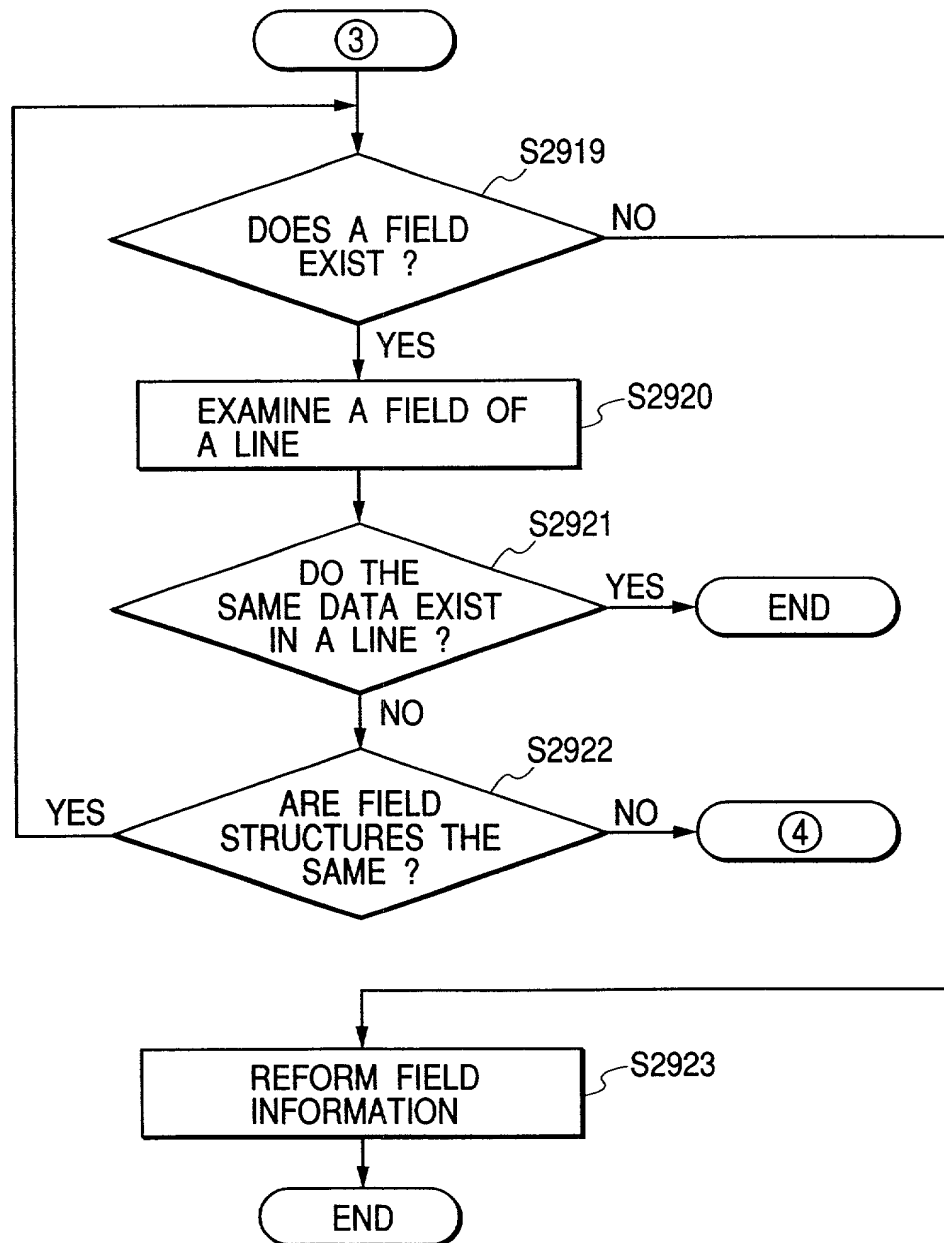 ③
S2919
DOES A FIELD
EXIST ?
NO
YES
EXAMINE A FIELD OF
A LINE
S2920
S2921
DO THE
SAME DATA EXIST
IN A LINE ?
YES
END
NO
S2922
ARE FIELD
STRUCTURES THE
SAME ?
YES
NO
④
REFORM FIELD
INFORMATION
S2923
END